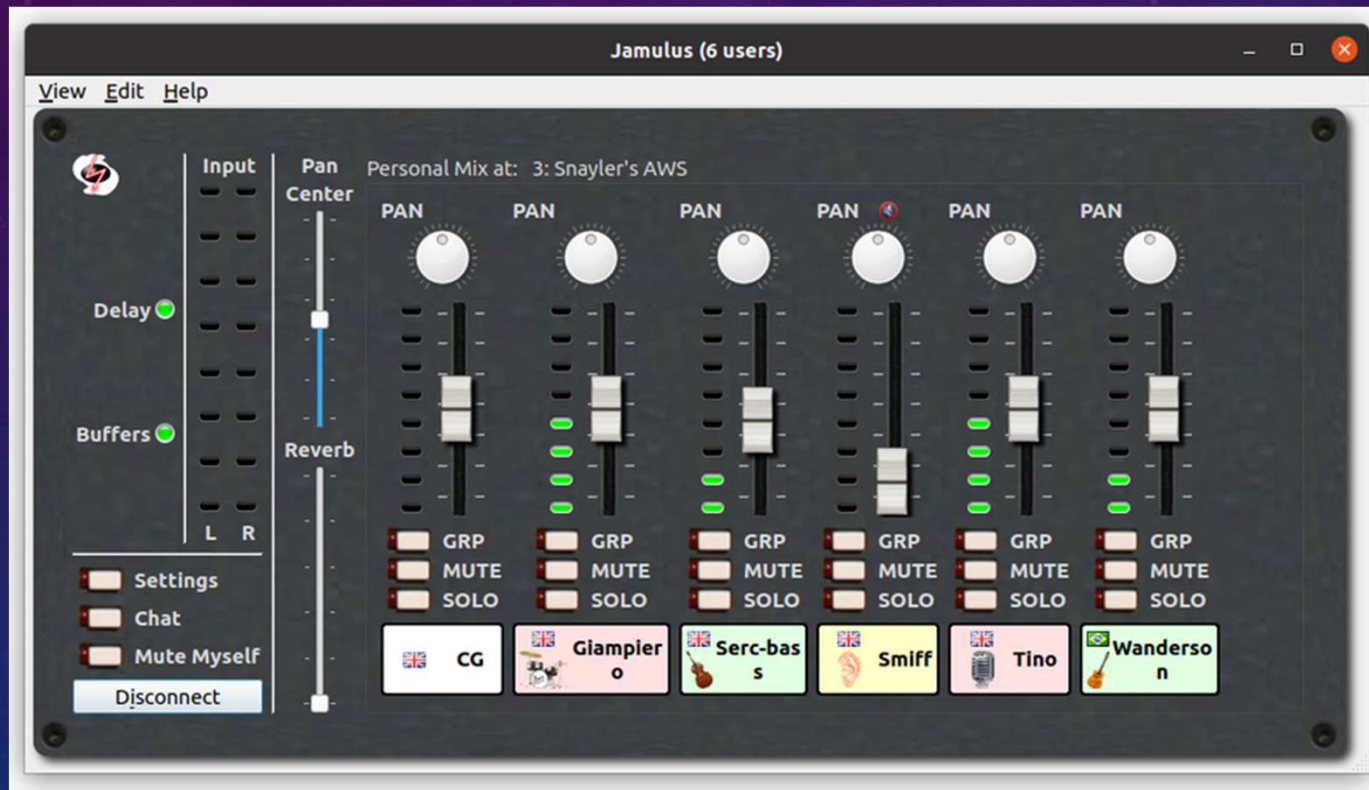 Jamulus (6 users)
View Edit Help
Input
Pan
Center
Personal Mix at: 3: Snayler's AWS
PAN PAN PAN PAN PAN PAN
Delay
Buffers
Reverb
L R
GRP GRP GRP GRP GRP GRP
MUTE MUTE MUTE MUTE MUTE MUTE
SOLO SOLO SOLO SOLO SOLO SOLO
Settings
Chat
Mute Myself
Disconnect
CG
Giampier
o
Serc-bas
s
Smiff
Tino
Wanderso
n